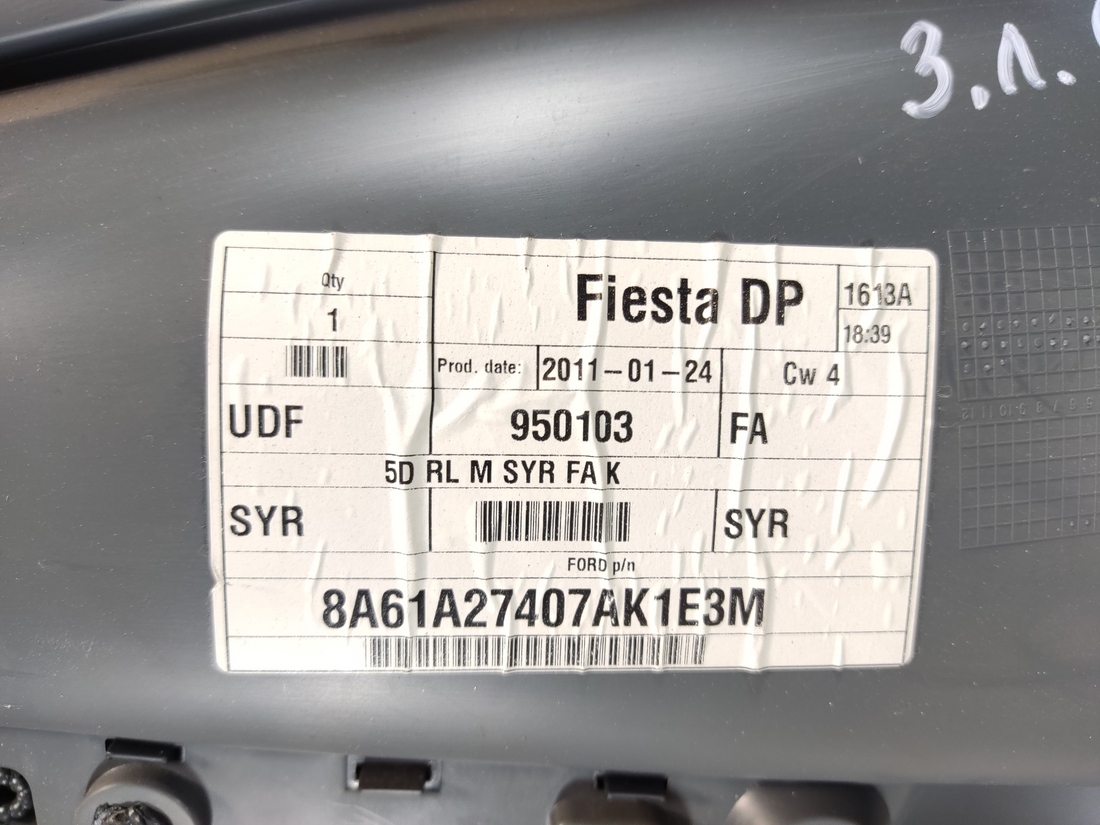 З.Л.
Qty
1
Fiesta DP
1613A
18:39
Prod. date: 2011-01-24
Cw 4
UDF
950103
FA
5D RL M SYR FA K
SYR
SYR
FORD p/n
8A61A27407AK1E3M